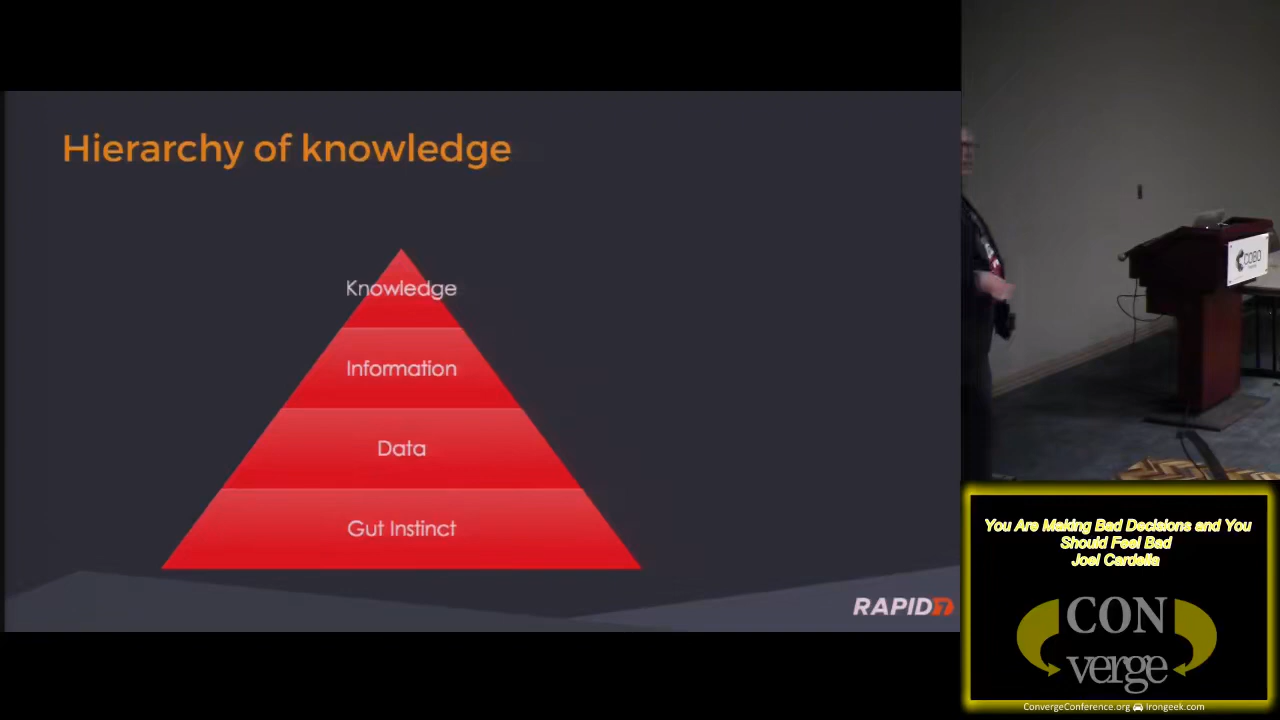 Hierarchy of knowledge
Knowledge
Information
Data
Gut Instinct
RAPID7
COBO
You Are Making Bad Decisions and You
Should Feel Bad
Joel Cardella
CON
verge
ConvergeConference.org Irongeek.com